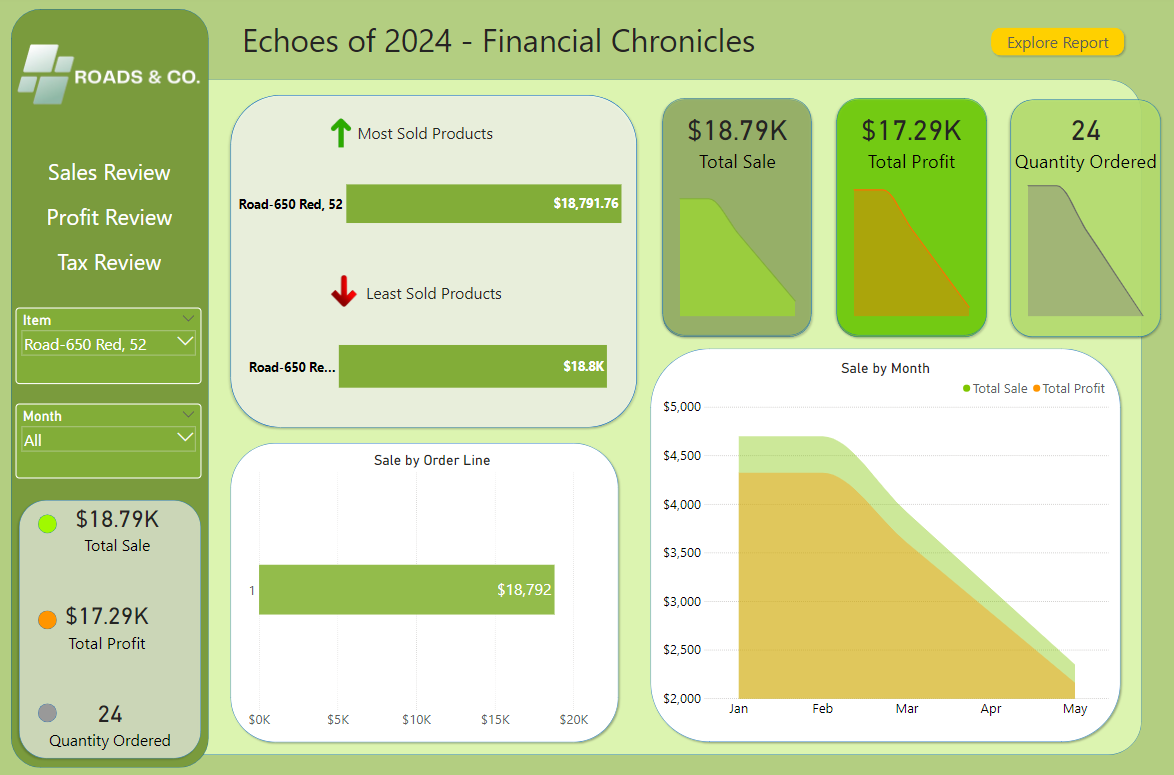 Echoes of 2024 - Financial Chronicles
Explore Report
ROADS & CO.
Sales Review
Profit Review
Tax Review
Item
Road-650 Red, 52
Month
All
$18.79K
Total Sale
$17.29K
Total Profit
24
Quantity Ordered
Most Sold Products
Road-650 Red, 52
$18,791.76
Least Sold Products
Road-650 Re...
$18.8K
$18.79K
Total Sale
$17.29K
Total Profit
24
Quantity Ordered
Sale by Order Line
1
$18,792
$0K $5K $10K $15K $20K
Sale by Month
Total Sale Total Profit
$5,000
$4,500
$4,000
$3,500
$3,000
$2,500
$2,000
Jan Feb Mar Apr May